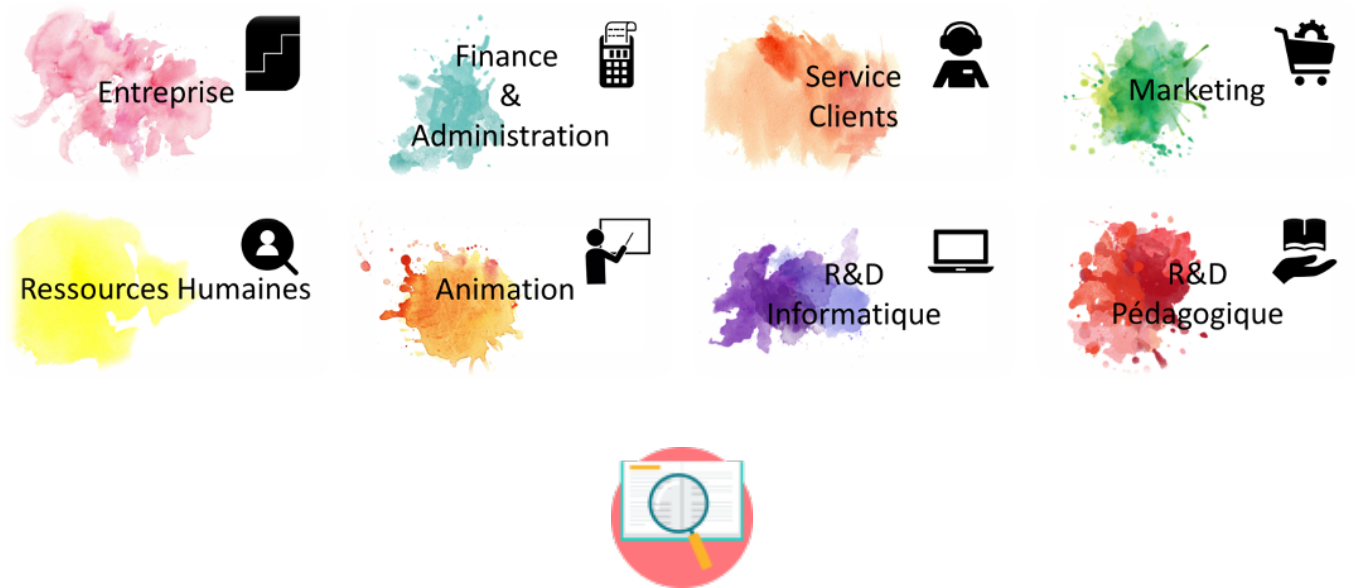 Entreprise
Finance
&
Administration
Service
Clients
Marketing
Ressources Humaines
Animation
R&D
Informatique
R&D
Pédagogique